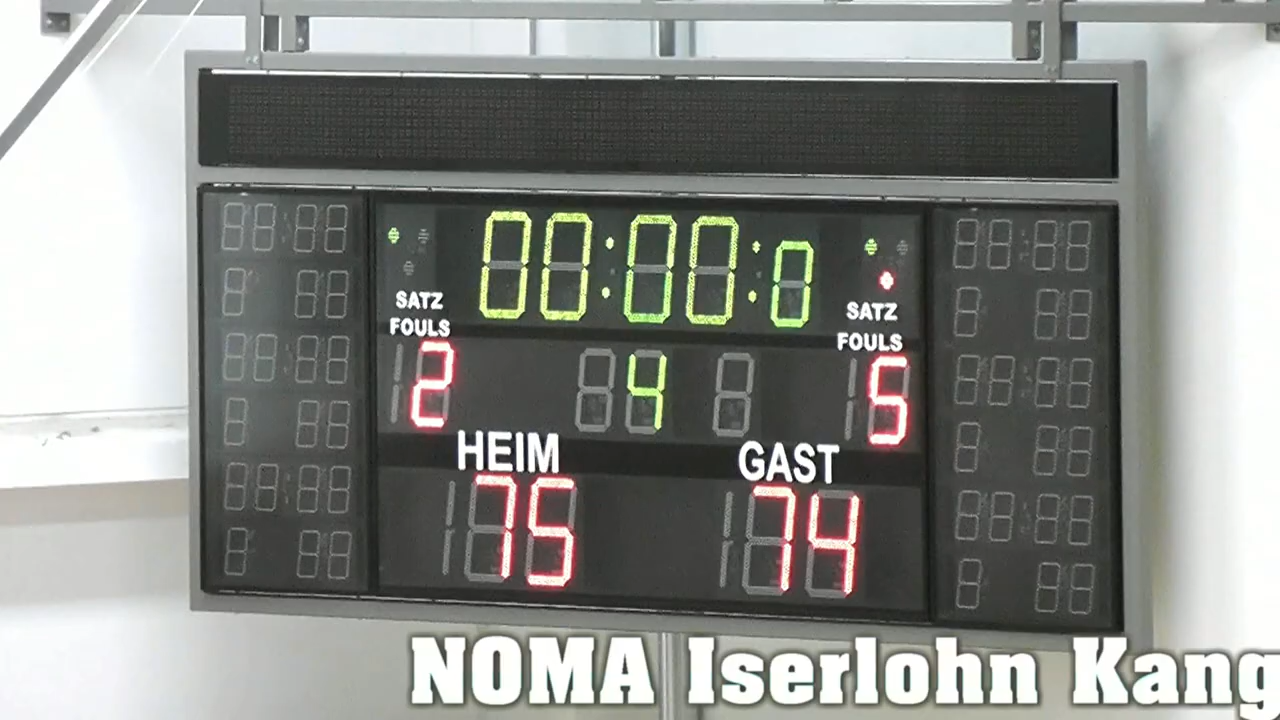 00:00:0
SATZ FOULS
SATZ FOULS
2 4 5
HEIM GAST
75 74
NOMA Iserlohn Kang